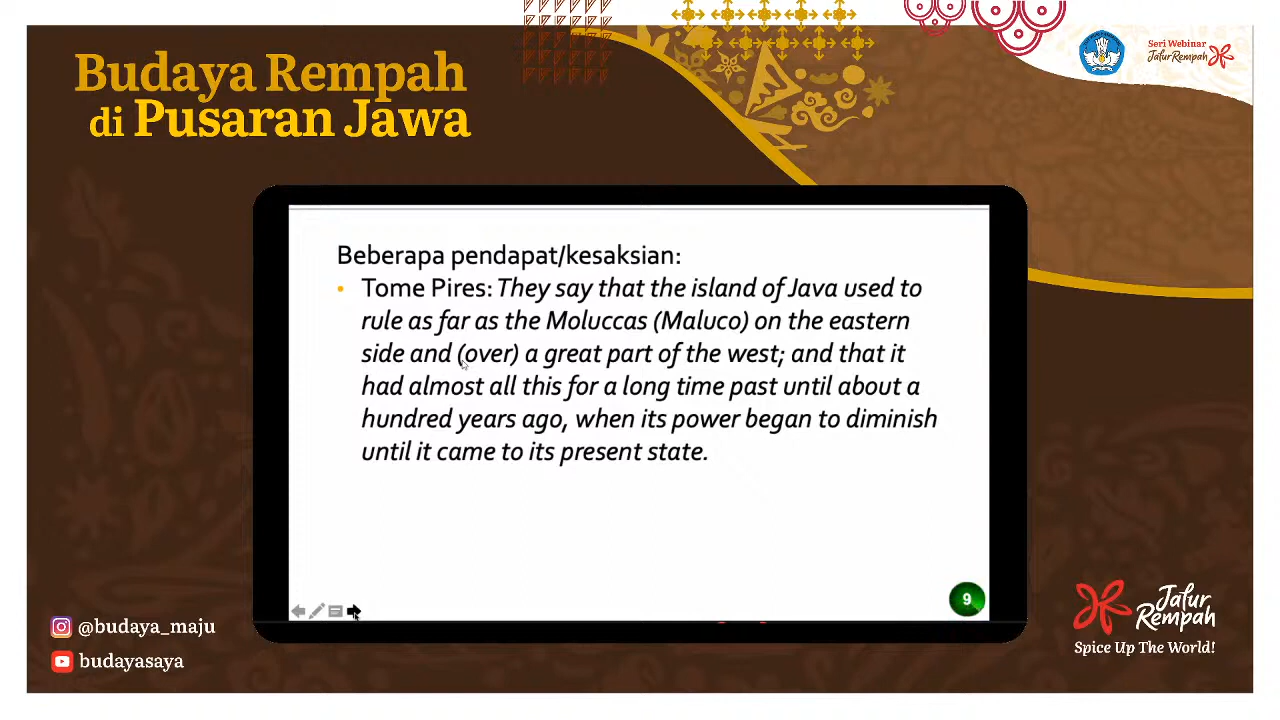 Budaya Rempah
di Pusaran Jawa
Seri Webinar
Jalur Rempah
Beberapa pendapat/kesaksian:
• Tome Pires: They say that the island of Java used to
rule as far as the Moluccas (Maluco) on the eastern
side and (over) a great part of the west; and that it
had almost all this for a long time past until about a
hundred years ago, when its power began to diminish
until it came to its present state.
9
@budaya_maju
budayasaya
Jalur
Rempah
Spice Up The World!